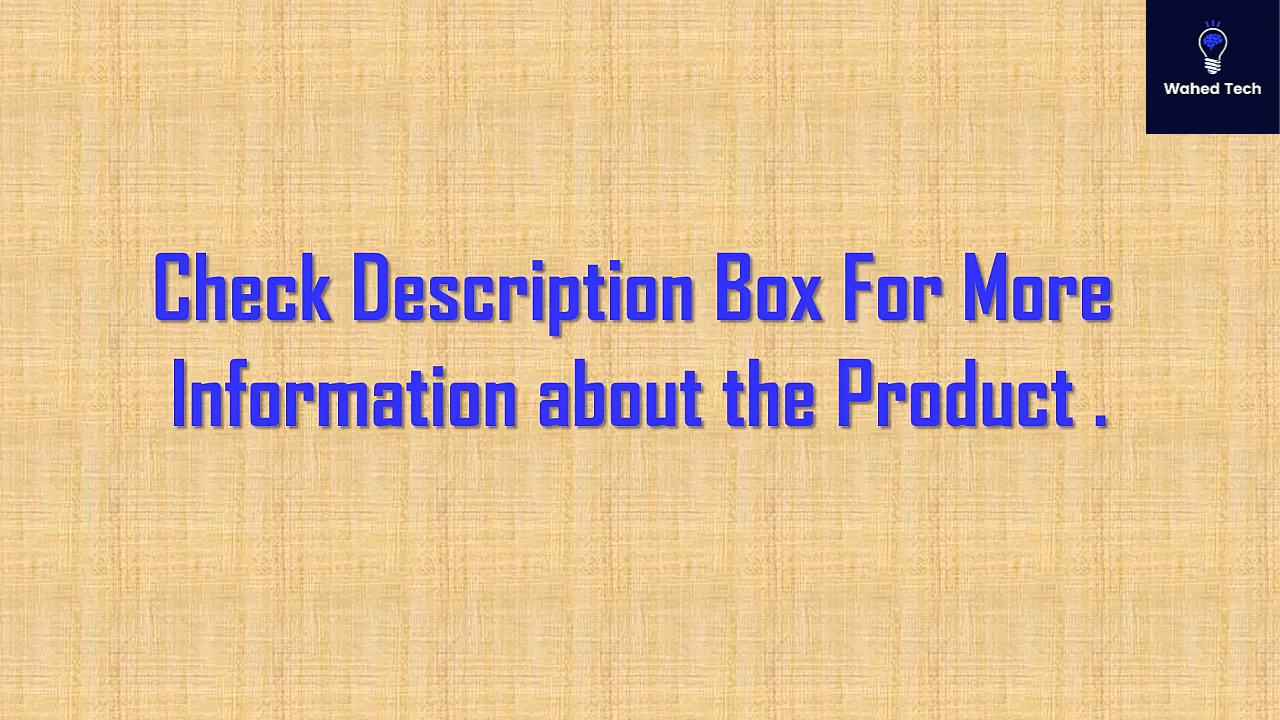 Wahed Tech
Check Description Box For More
Information about the Product .